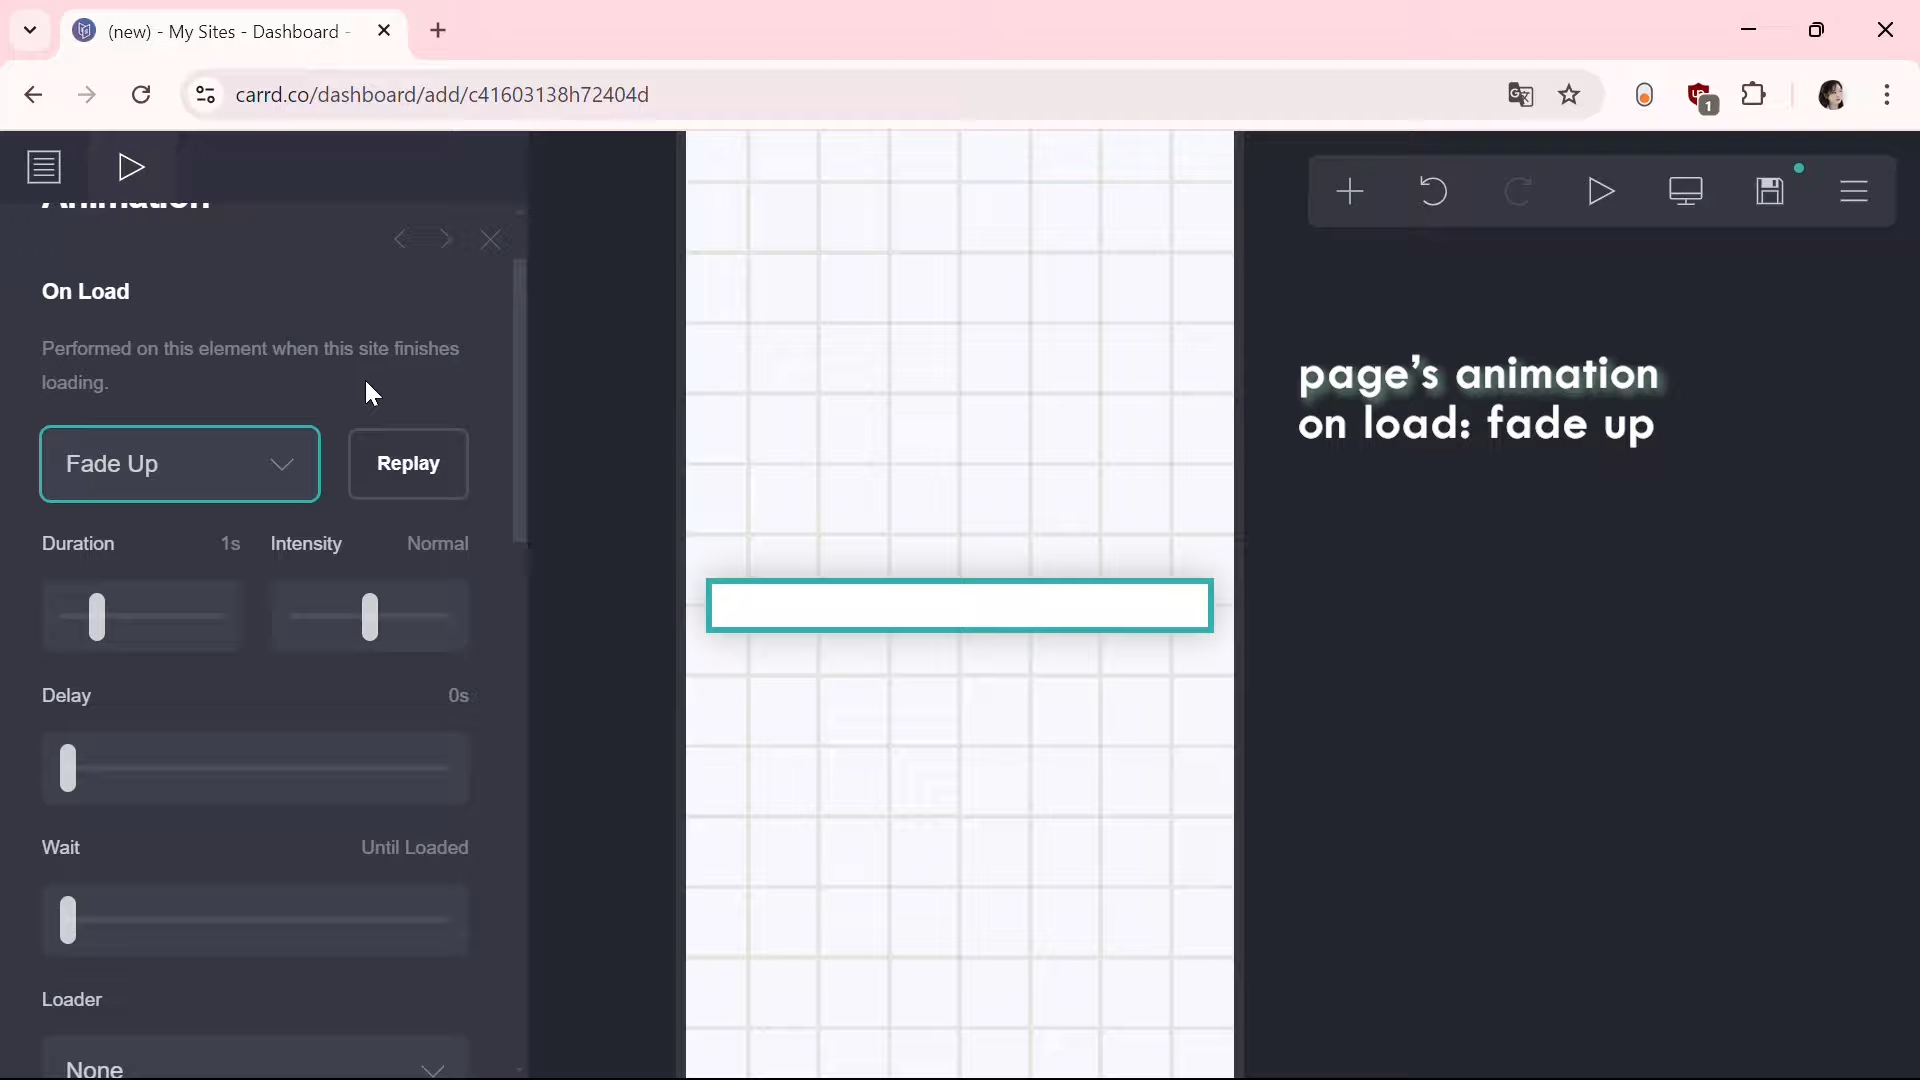 (new) - My Sites - Dashboard -
carrd.co/dashboard/add/c41603138h72404d
1
Animation
On Load
Performed on this element when this site finishes
loading.
Fade Up
Replay
Duration 1s Intensity Normal
Delay 0s
Wait Until Loaded
Loader
None
page's animation
on load: fade up